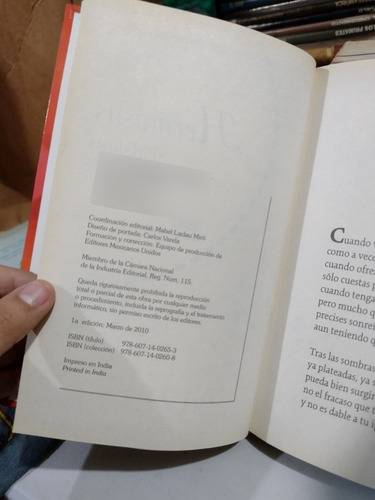 LOS PRIMATES
Coordinación editorial: Mabel Laclau Miró
Diseño de portada: Carlos Varela
Formación y corrección: Equipo de producción de
Editores Mexicanos Unidos
Miembro de la Cámara Nacional
de la Industria Editorial. Reg. Núm. 115.
Queda rigurosamente prohibida la reproducción
total o parcial de esta obra por cualquier medio
o procedimiento, incluida la reprografía y el tratamiento
informático, sin permiso escrito de los editores.
1a edición: Marzo de 2010
ISBN (título) 978-607-14-0265-3
ISBN (colección) 978-607-14-0260-8
Impreso en India
Printed in India
Cuando
como a vece
cuando ofre
sólo cuestas
cuando tenga
pero mucho q
precises sonreí
aun teniendo q
Tras las sombras
ya plateadas, ya s
pueda bien surgir
no el fracaso que t
y no es dable a tu ig